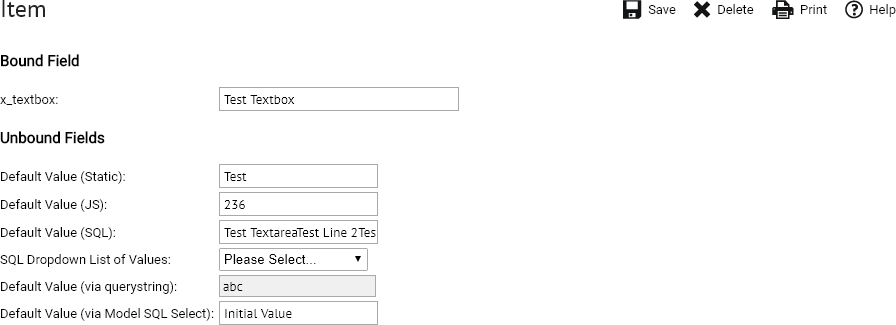 Item
Save
Delete
Print
Help
Bound Field
x_textbox:
Test Textbox
Unbound Fields
Default Value (Static):
Test
Default Value (JS):
236
Default Value (SQL):
Test TextareaTest Line 2Tes
SQL Dropdown List of Values:
Please Select...
Default Value (via querystring):
abc
Default Value (via Model SQL Select):
Initial Value